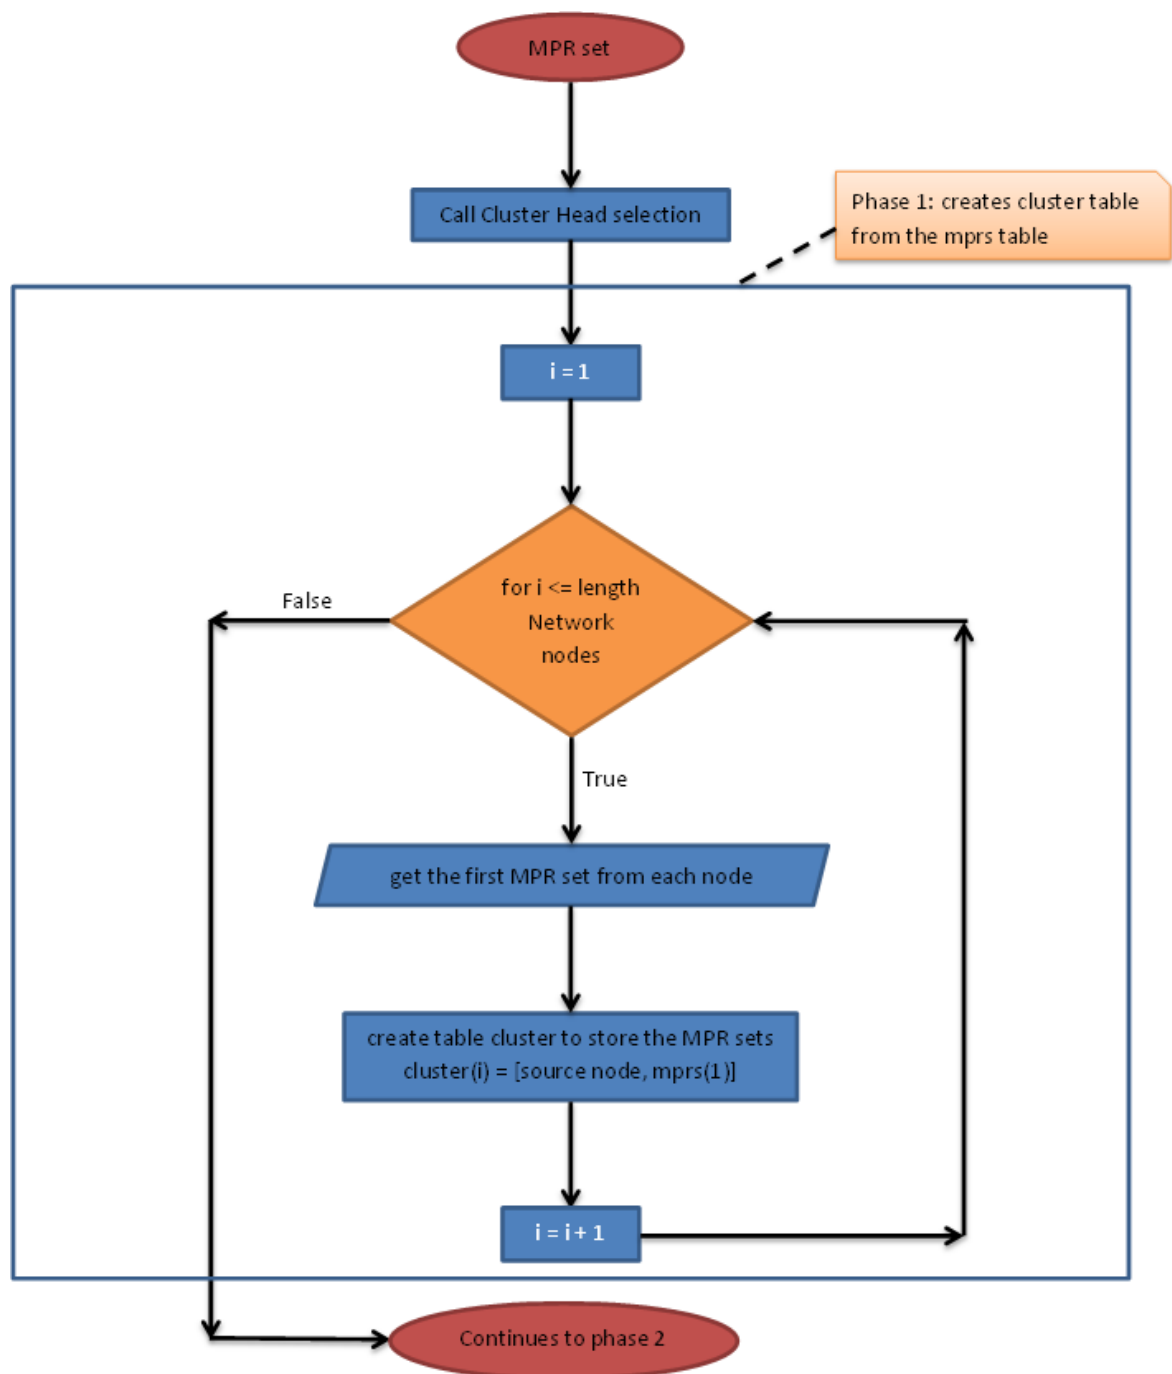 MPR set
Call Cluster Head selection
Phase 1: creates cluster table
from the mprs table
i = 1
for i <= length
Network
nodes
False
True
get the first MPR set from each node
create table cluster to store the MPR sets
cluster(i) = [source node, mprs(1)]
i = i + 1
Continues to phase 2